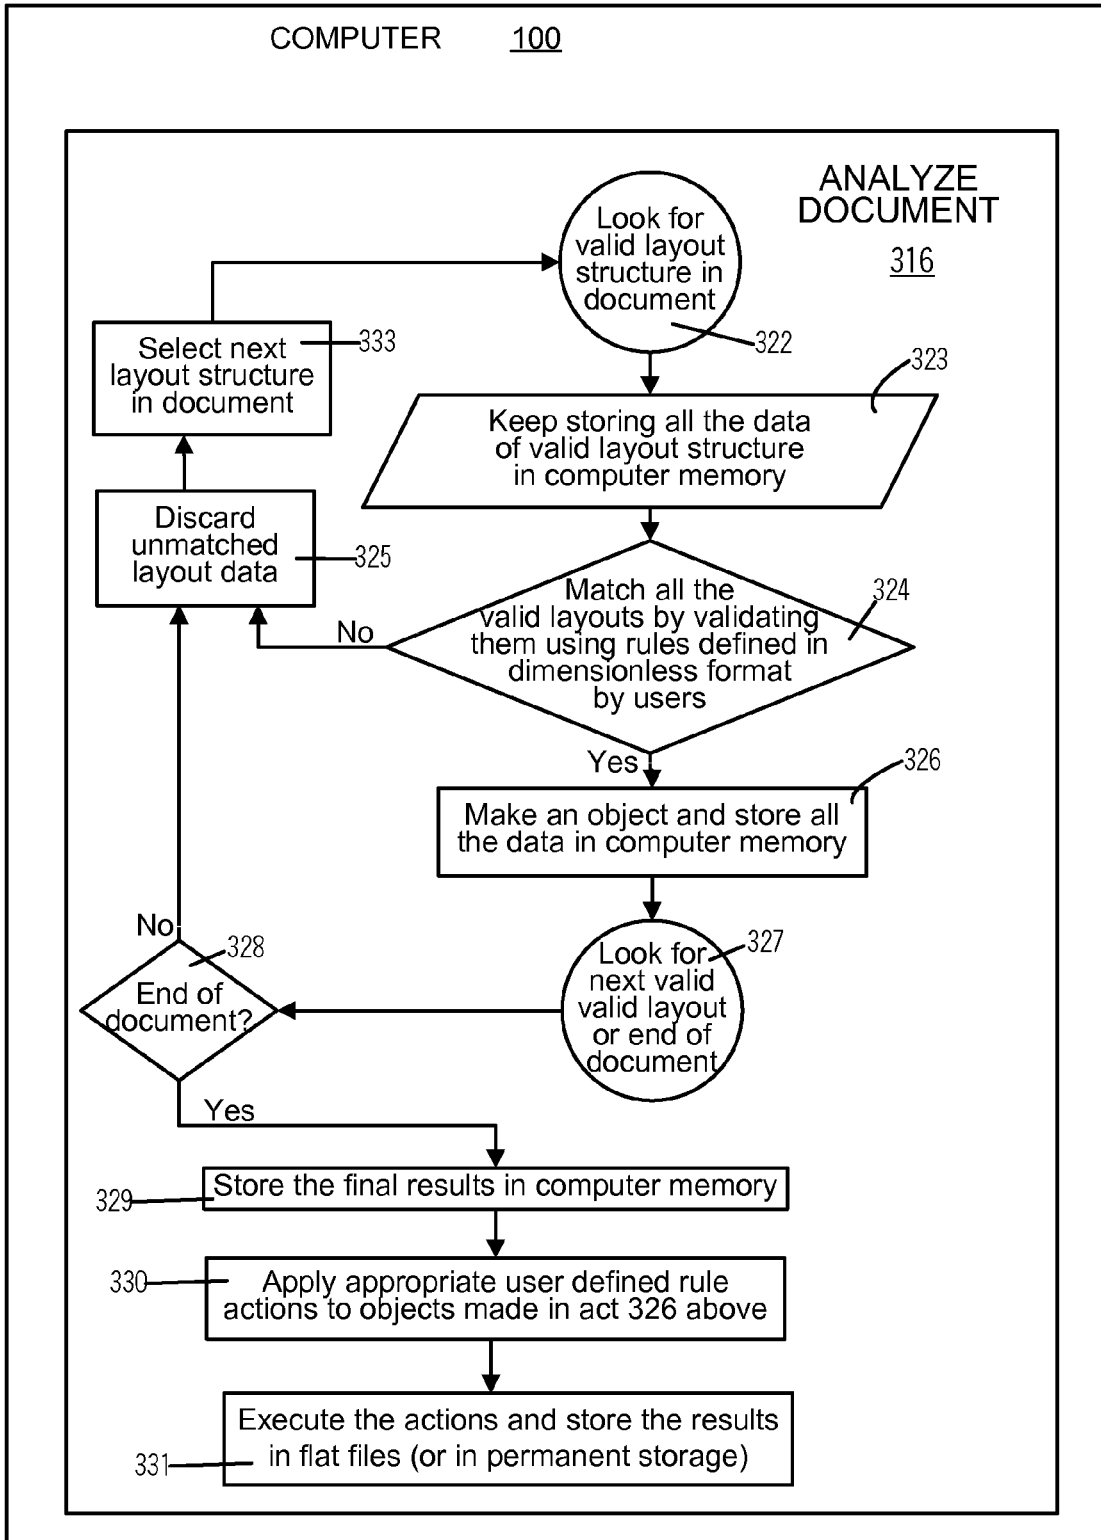 COMPUTER 100
ANALYZE
DOCUMENT
316
Look for
valid layout
structure in
document
322
Select next
layout structure
in document
333
323
Keep storing all the data
of valid layout structure
in computer memory
Discard
unmatched
layout data
325
Match all the
valid layouts by validating
them using rules defined in
dimensionless format
by users
324
No
Yes
326
Make an object and store all
the data in computer memory
Look for
next valid
valid layout
or end of
document
327
No
328
End of
document?
Yes
Store the final results in computer memory
329
330
Apply appropriate user defined rule
actions to objects made in act 326 above
Execute the actions and store the results
in flat files (or in permanent storage)
331